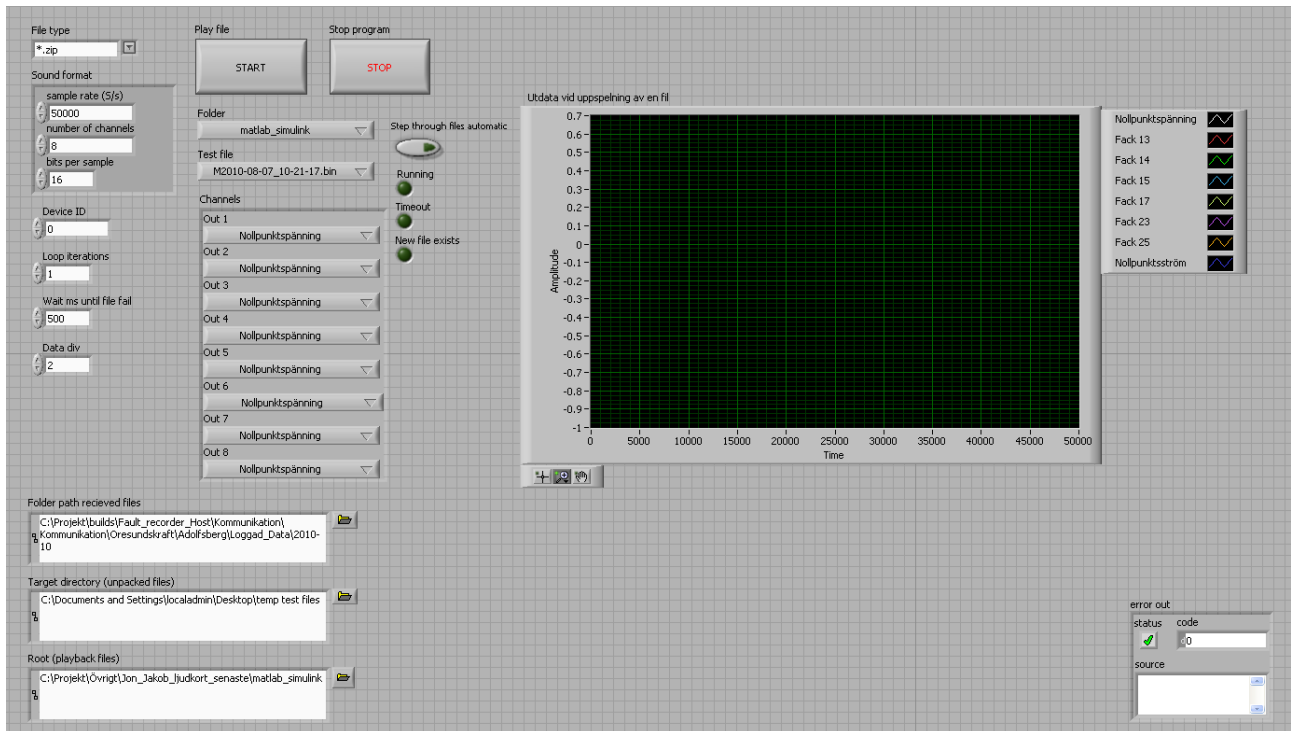 File type
*.zip
Sound format
sample rate (S/s)
50000
number of channels
8
bits per sample
16
Device ID
0
Loop iterations
1
Wait ms until file fail
500
Data div
2
Play file
START
Stop program
STOP
Folder
matlab_simulink
Test file
M2010-08-07_10-21-17.bin
Channels
Out 1
Nollpunktspänning
Out 2
Nollpunktspänning
Out 3
Nollpunktspänning
Out 4
Nollpunktspänning
Out 5
Nollpunktspänning
Out 6
Nollpunktspänning
Out 7
Nollpunktspänning
Out 8
Nollpunktspänning
Step through files automatic
Running
Timeout
New file exists
Utdata vid uppspelning av en fil
Amplitude
0.7
0.6
0.5
0.4
0.3
0.2
0.1
0
-0.1
-0.2
-0.3
-0.4
-0.5
-0.6
-0.7
-0.8
-0.9
-1
0 5000 10000 15000 20000 25000 30000 35000 40000 45000 50000
Time
Nollpunktspänning
Fack 13
Fack 14
Fack 15
Fack 17
Fack 23
Fack 25
Nollpunktsström
Folder path recieved files
C:\Projekt\builds\Fault_recorder_Host\Kommunikation\
Kommunikation\Oresundskraft\Adolfsberg\Loggad_Data\2010-
10
Target directory (unpacked files)
C:\Documents and Settings\localadmin\Desktop\temp test files
Root (playback files)
C:\Projekt\Övrigt\Jon_Jakob_ljudkort_senaste\matlab_simulink
error out
status code
d0
source